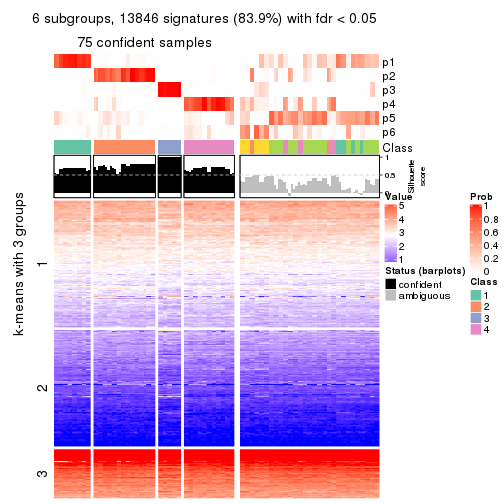 6 subgroups, 13846 signatures (83.9%) with fdr < 0.05
75 confident samples
p1
p2
p3
p4
p5
p6
Class
1
0.5
0
Silhouette
score
k-means with 3 groups
1
2
3
Value
5
4
3
2
1
Status (barplots)
confident
ambiguous
Prob
1
0.8
0.6
0.4
0.2
0
Class
1
2
3
4